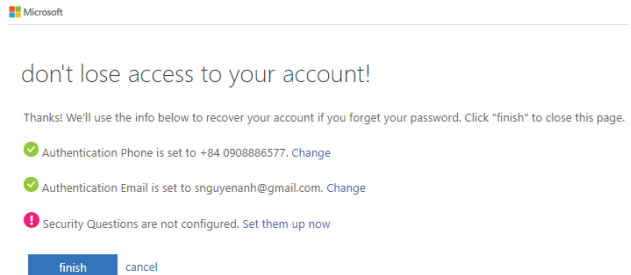 Microsoft
don't lose access to your account!
Thanks! We'll use the info below to recover your account if you forget your password. Click "finish" to close this page.
Authentication Phone is set to +84 0908886577. Change
Authentication Email is set to snguyenanh@gmail.com. Change
! Security Questions are not configured. Set them up now
finish cancel